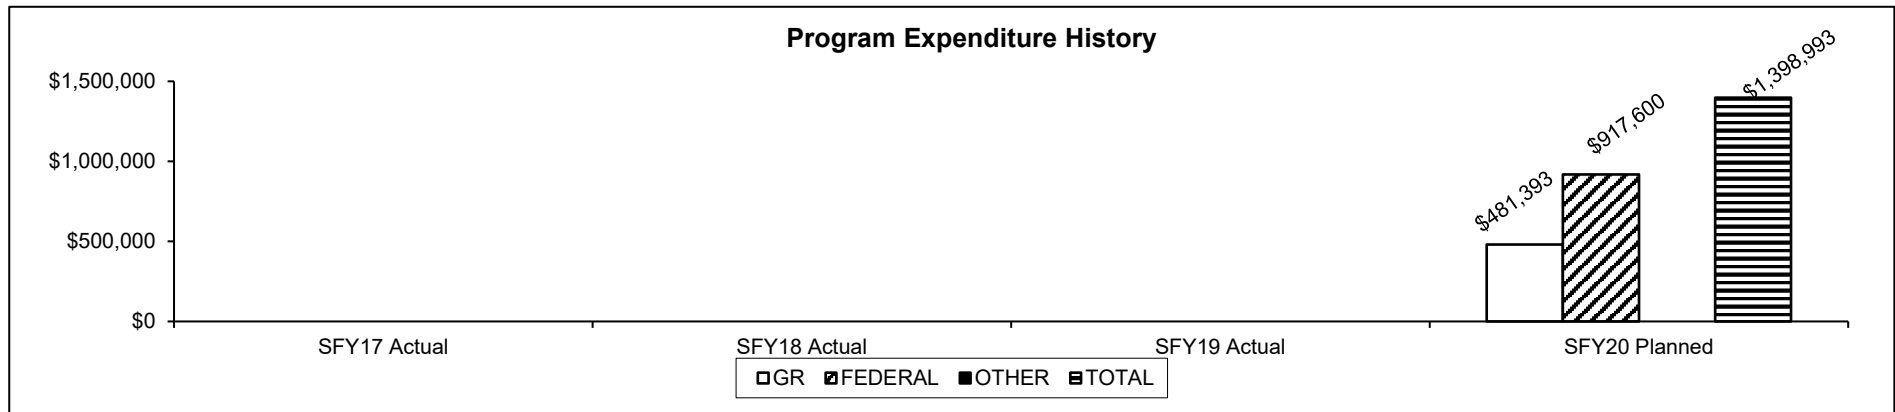 Program Expenditure History
$1,500,000
$1,000,000
$500,000
$0
$481,393
$917,600
$1,398,993
SFY17 Actual
SFY18 Actual
SFY19 Actual
SFY20 Planned
GR FEDERAL OTHER TOTAL